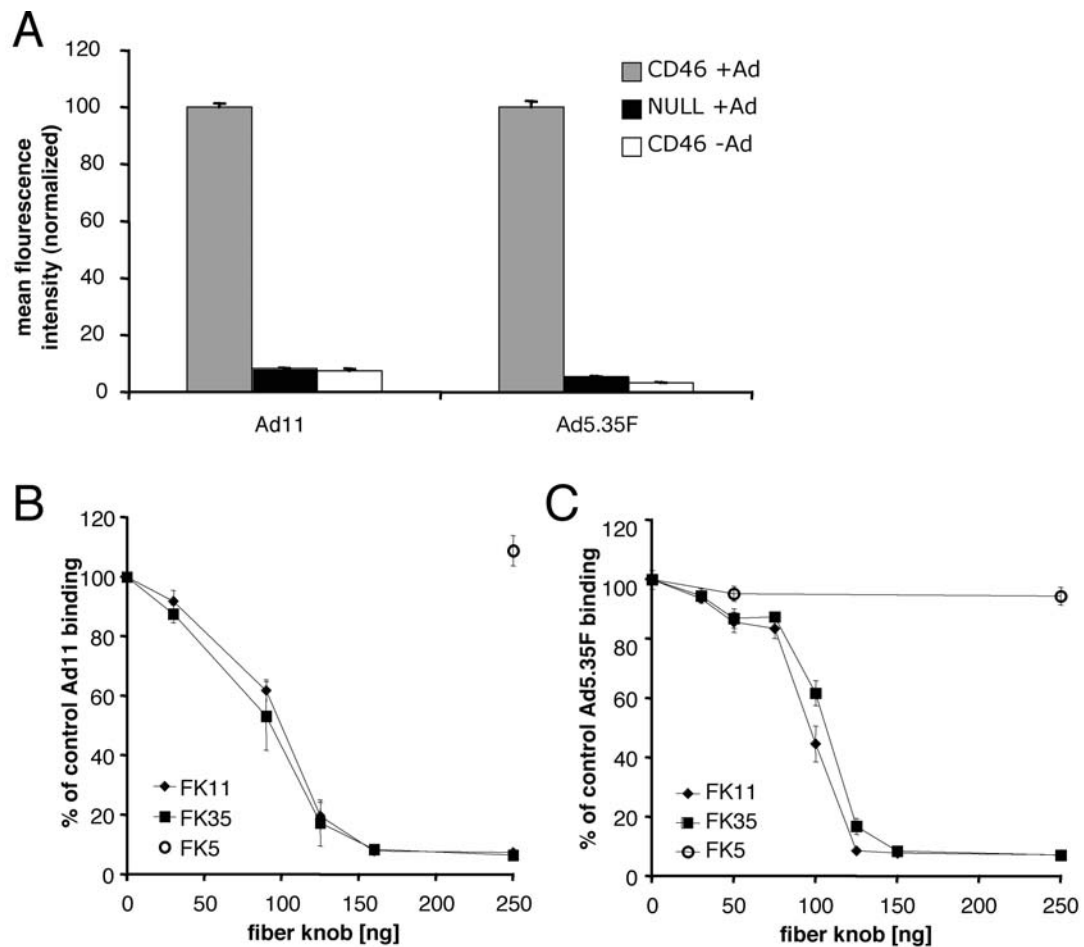 A
120
100
80
60
40
20
0
mean flourescence
intensity (normalized)
CD46 +Ad
NULL +Ad
CD46 -Ad
Ad11
Ad5.35F
B
120
100
80
60
40
20
0
% of control Ad11 binding
FK11
FK35
FK5
0 50 100 150 200 250
fiber knob [ng]
C
120
100
80
60
40
20
0
% of control Ad5.35F binding
FK11
FK35
FK5
0 50 100 150 200 250
fiber knob [ng]